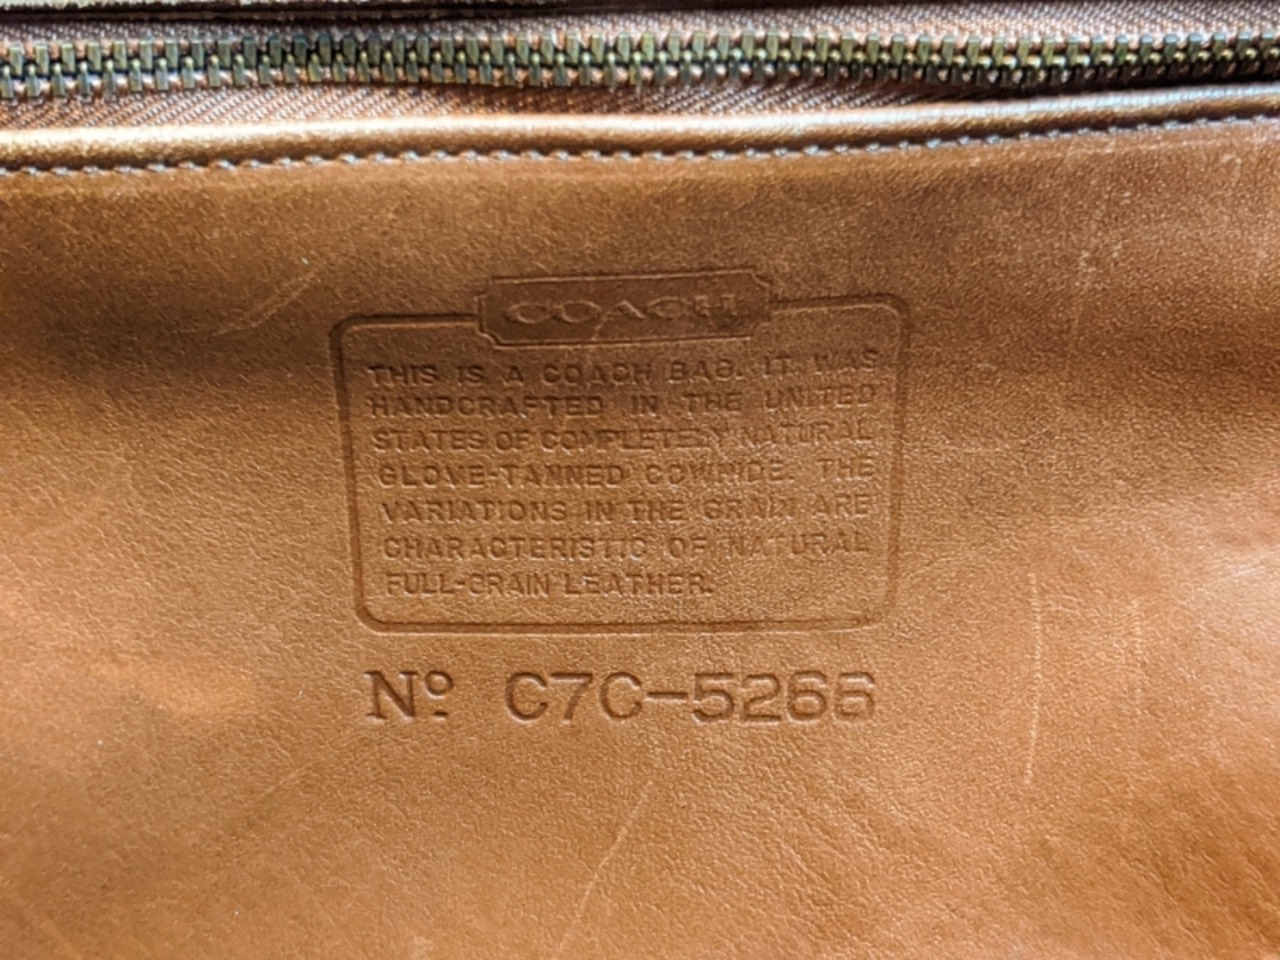 COACH
THIS IS A COACH BAG. IT WAS
HANDCRAFTED IN THE UNITED
STATES OF COMPLETELY NATURAL
GLOVE-TANNED COWHIDE. THE
VARIATIONS IN THE GRAIN ARE
CHARACTERISTIC OF NATURAL
FULL-GRAIN LEATHER.
Nº C7C-5266